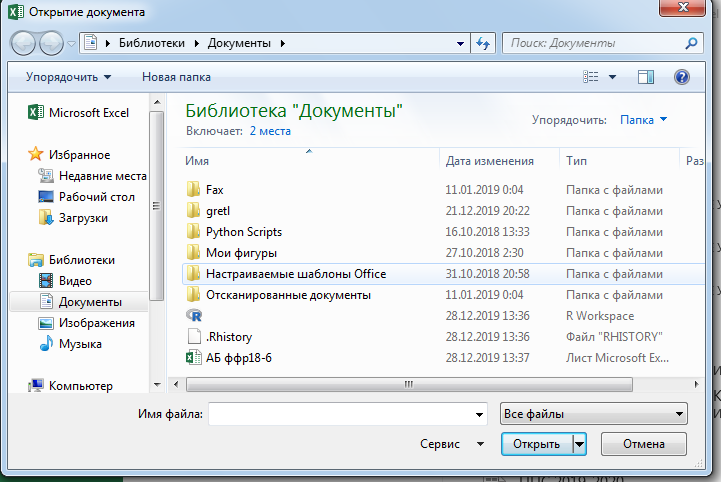 Открытие документа
Библиотеки Документы
Поиск: Документы
Упорядочить Новая папка
Microsoft Excel
Избранное
Недавние места
Рабочий стол
Загрузки
Библиотеки
Видео
Документы
Изображения
Музыка
Компьютер
Библиотека "Документы"
Включает: 2 места
Упорядочить: Папка
Имя Дата изменения Тип Раз
Fax 11.01.2019 0:04 Папка с файлами
gretl 21.12.2019 20:22 Папка с файлами
Python Scripts 16.10.2018 13:33 Папка с файлами
Мои фигуры 27.10.2018 2:30 Папка с файлами
Настраиваемые шаблоны Office 31.10.2018 20:58 Папка с файлами
Отсканированные документы 11.01.2019 0:04 Папка с файлами
28.12.2019 13:36 R Workspace
.Rhistory 28.12.2019 13:36 Файл "RHISTORY"
АБ ффр18-6 28.12.2019 13:37 Лист Microsoft Ex...
Имя файла: Все файлы
Сервис Открыть Отмена